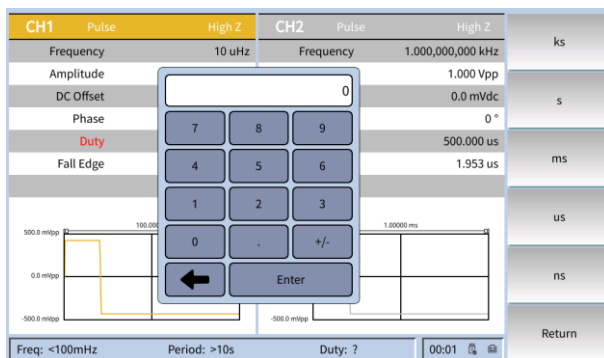 CH1 Pulse High Z CH2 Pulse High Z
Frequency 10 uHz Frequency 1.000,000,000 kHz
Amplitude 1.000 Vpp
DC Offset 0.0 mVdc
Phase 0 °
Duty 500.000 us
Fall Edge 1.953 us
0
7 8 9
4 5 6
1 2 3
0 . +/-
Enter
100.00
1.00000 ms
500.0 mVpp
0.0 mVpp
-500.0 mVpp
-500.0 mVpp
Freq: <100mHz Period: >10s Duty: ? 00:01
ks
s
ms
us
ns
Return